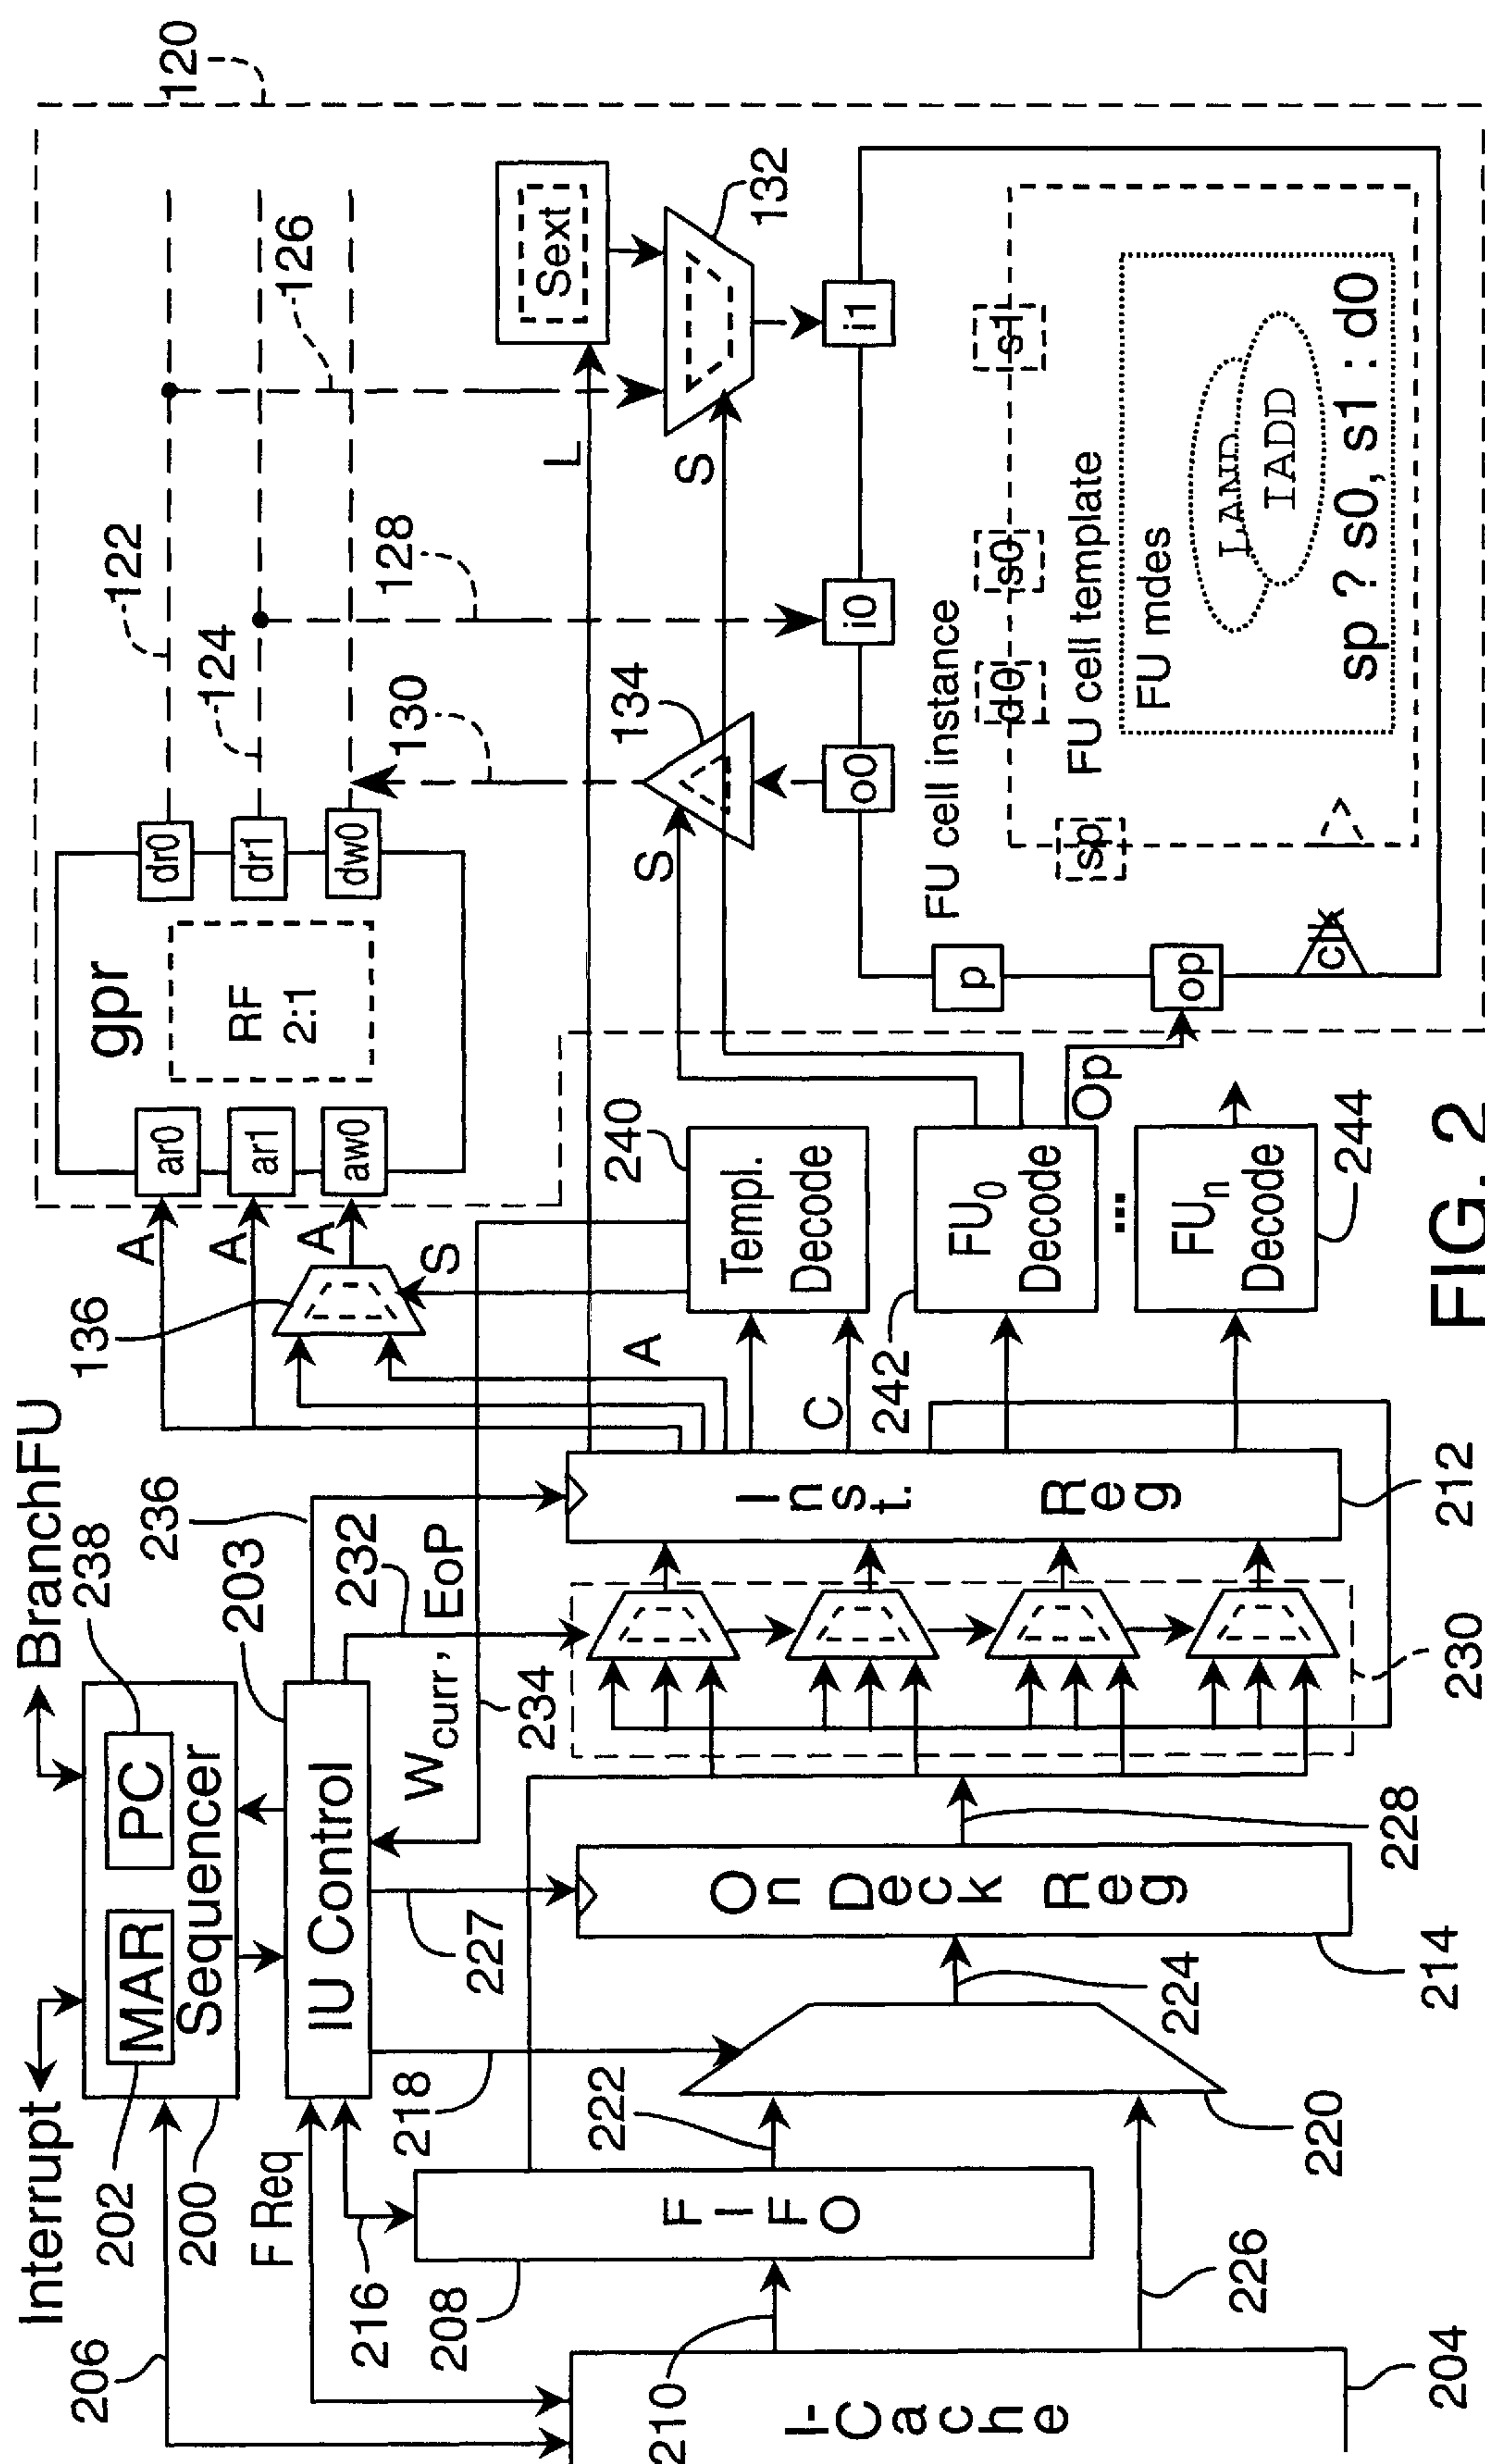 Interrupt
BranchFU
206
202
200
MAR
PC
238
Sequencer
203
236
F Req
IU Control
216
218
227
232
W curr, EoP
234
208
FIFO
222
210
I-Cache
204
226
220
224
On Deck Reg
214
228
230
Inst. Reg
212
136
A
A
A
S
A
C
240
Templ. Decode
242
FU0 Decode
...
FUn Decode
244
Op
120
gpr
RF
2:1
ar0
ar1
aw0
dr0
dr1
dw0
122
124
126
128
130
134
132
L
S
S
Sext
o0
i0
i1
p
op
clk
FU cell instance
sp
d0
s0
s1
FU cell template
FU mdes
LAND
IADD
sp ? s0, s1 : d0
FIG. 2